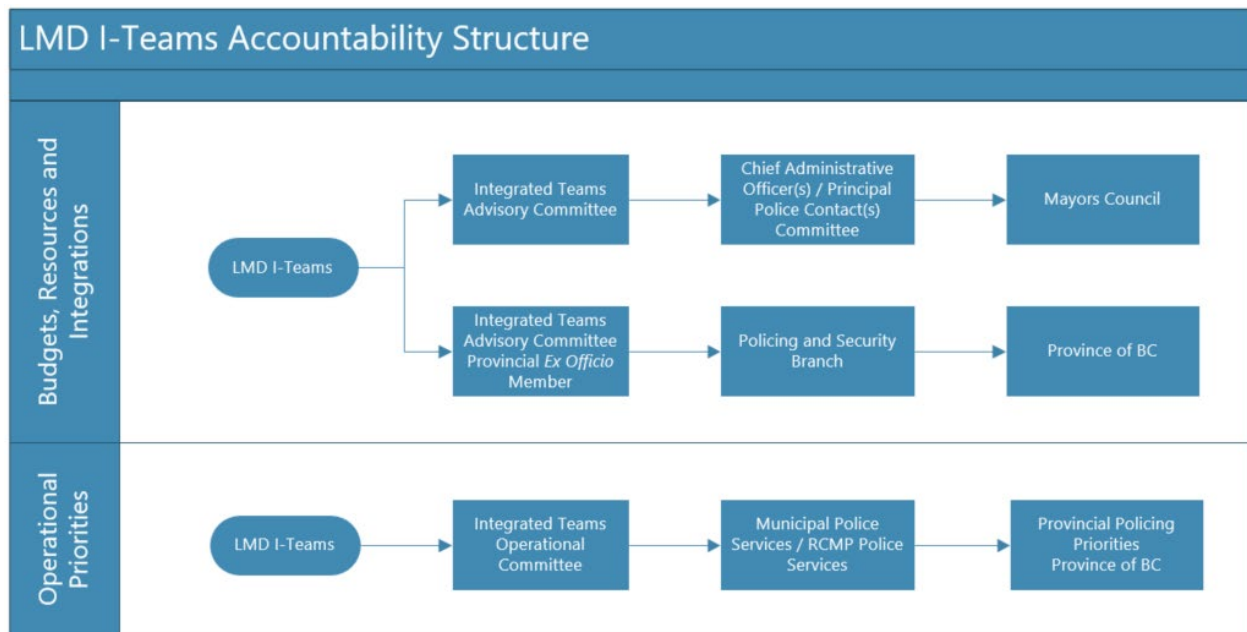 LMD I-Teams Accountability Structure
Budgets, Resources and
Integrations
LMD I-Teams
Integrated Teams
Advisory Committee
Chief Administrative
Officer(s) / Principal
Police Contact(s)
Committee
Mayors Council
Integrated Teams
Advisory Committee
Provincial Ex Officio
Member
Policing and Security
Branch
Province of BC
Operational
Priorities
LMD I-Teams
Integrated Teams
Operational
Committee
Municipal Police
Services / RCMP Police
Services
Provincial Policing
Priorities
Province of BC